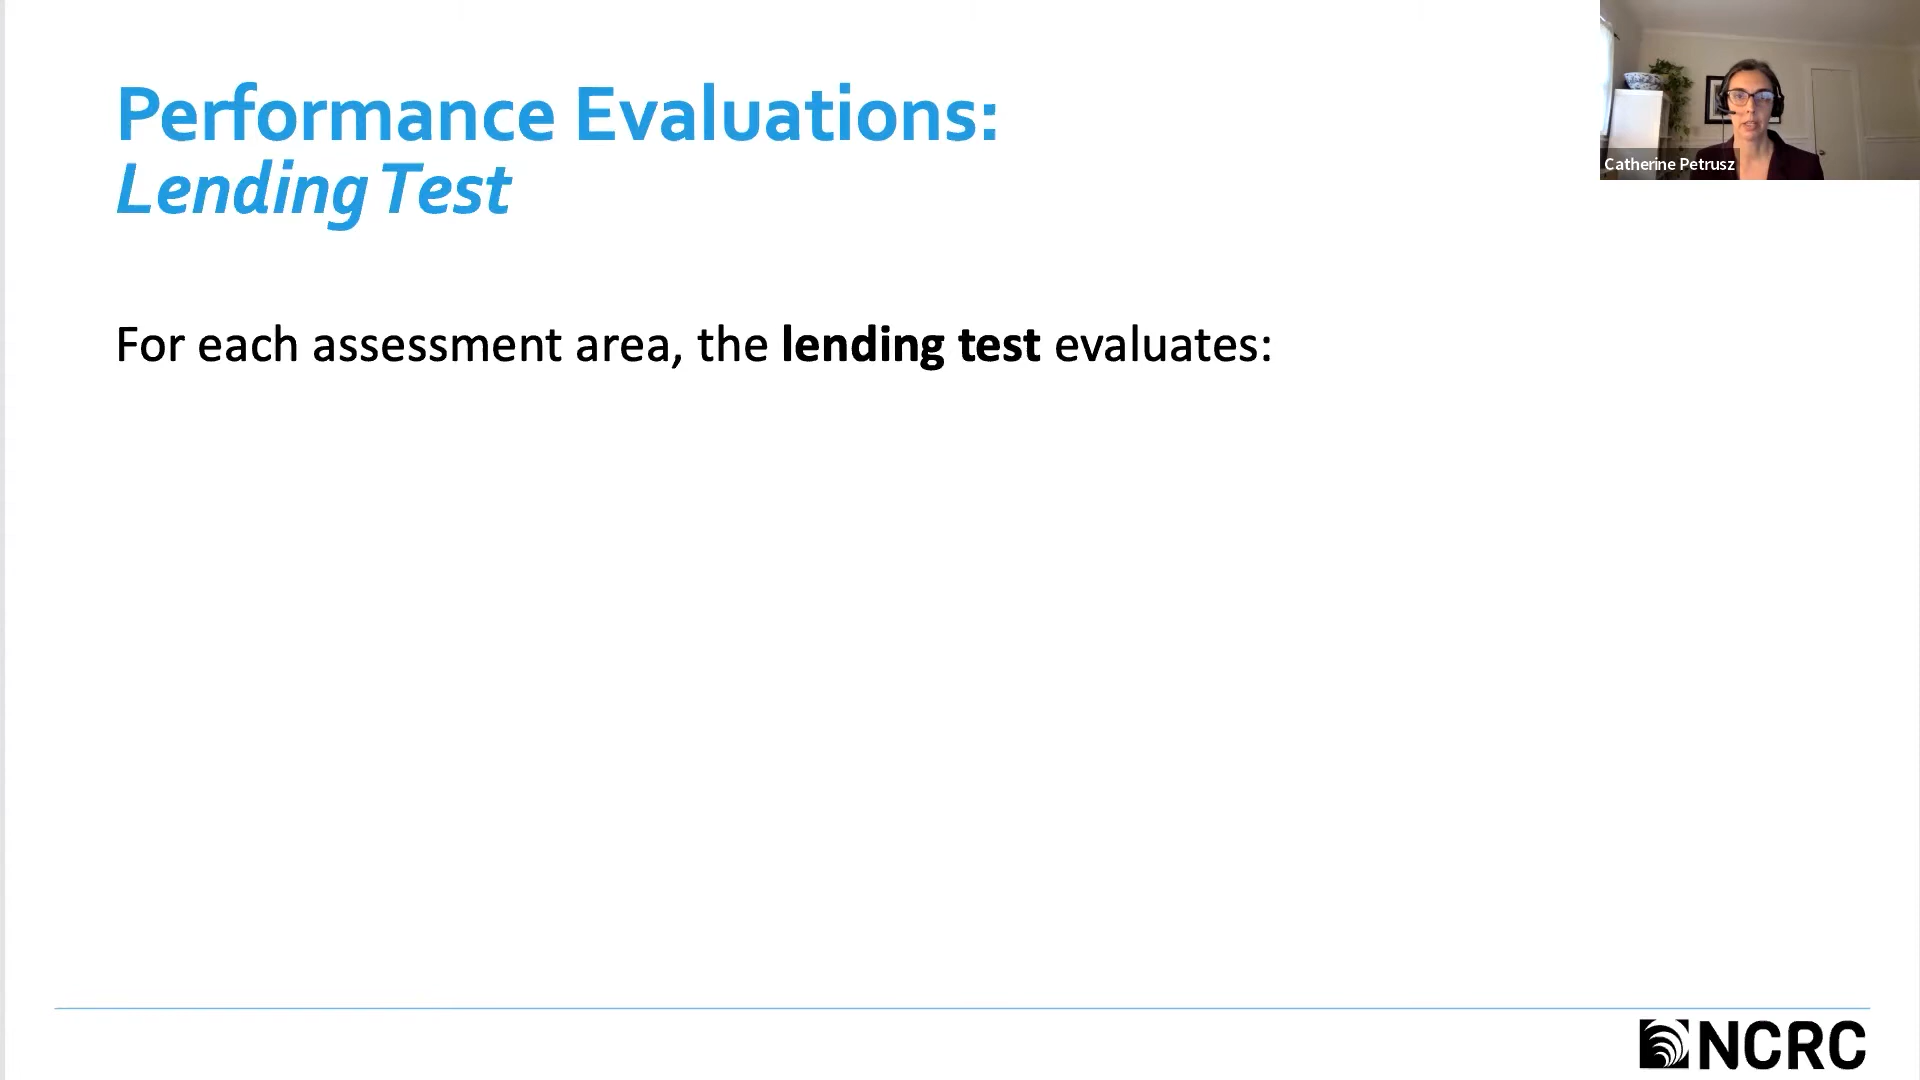 Performance Evaluations:
Lending Test
Catherine Petrusz
For each assessment area, the lending test evaluates:
NCRC